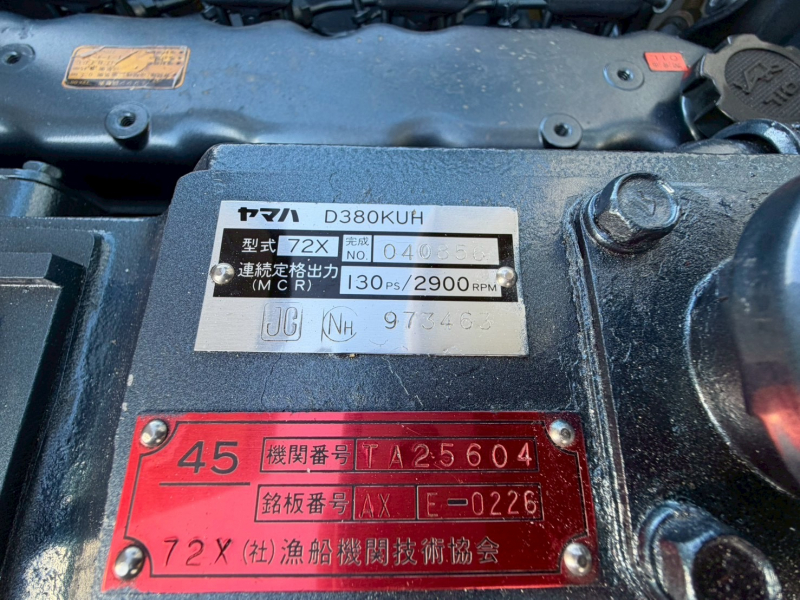 OIL
ヤマハ D380KUH
型式 72X 完成NO.
連続定格出力 (MCR) 130PS/2900RPM
JG NH 973463
45 機関番号 TA25604
銘板番号 AX E-0226
72X (社)漁船機関技術協会